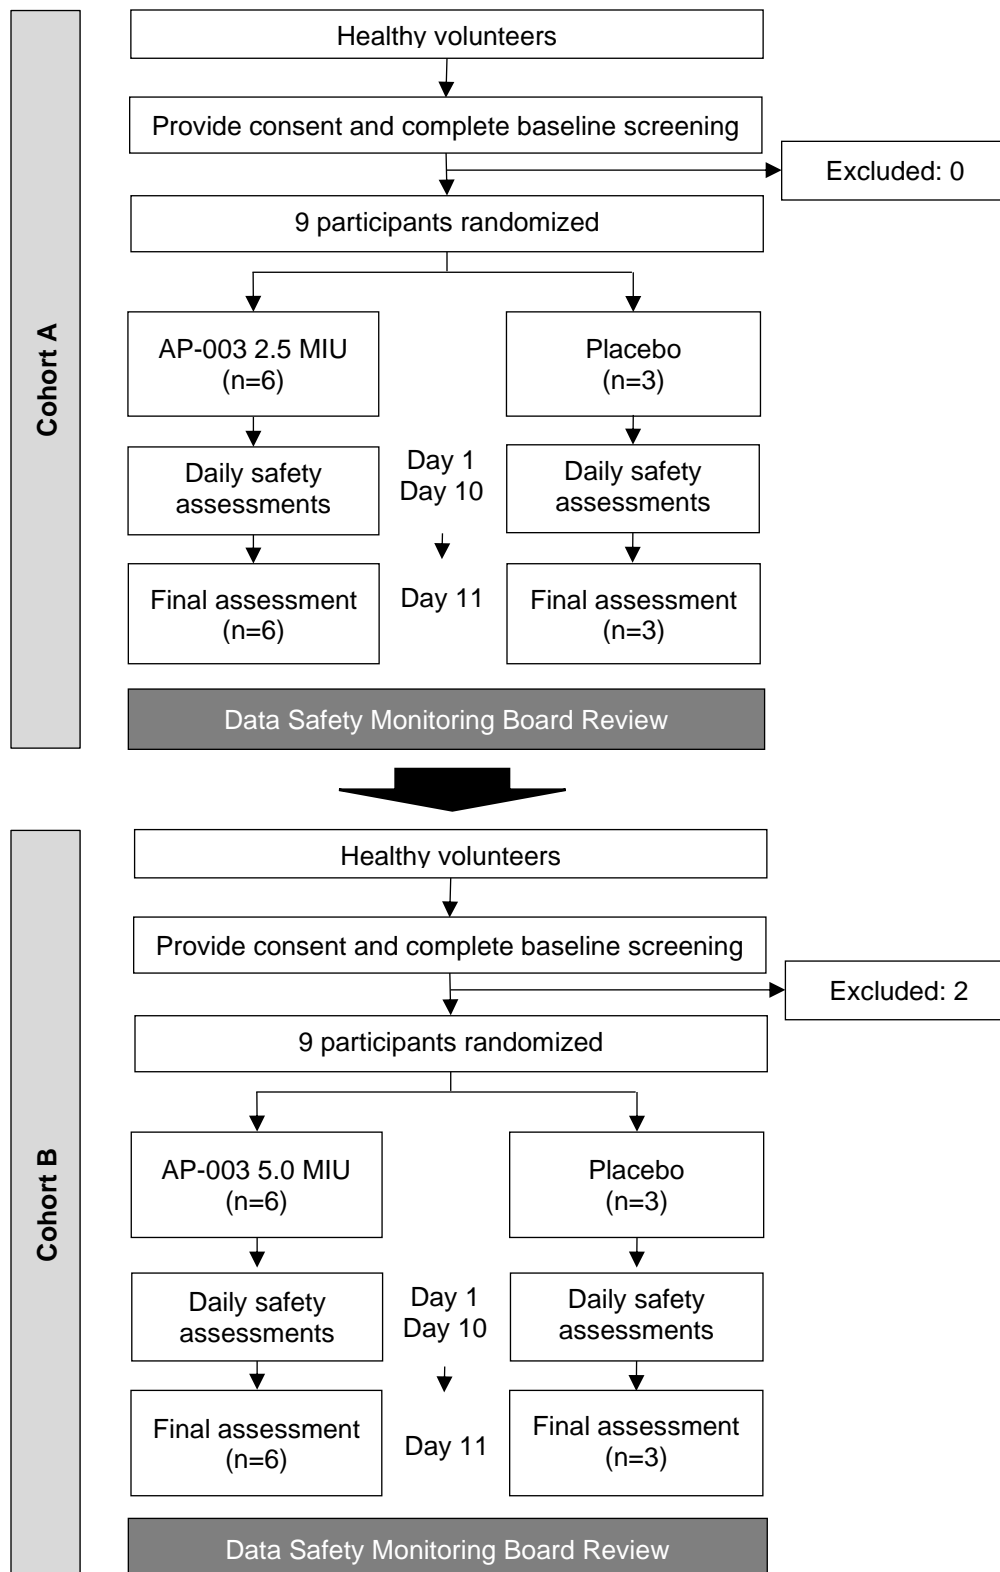 Cohort A
Healthy volunteers
Provide consent and complete baseline screening
Excluded: 0
9 participants randomized
AP-003 2.5 MIU
(n=6)
Placebo
(n=3)
Daily safety
assessments
Day 1
Day 10
Daily safety
assessments
Final assessment
(n=6)
Day 11
Final assessment
(n=3)
Data Safety Monitoring Board Review
Cohort B
Healthy volunteers
Provide consent and complete baseline screening
Excluded: 2
9 participants randomized
AP-003 5.0 MIU
(n=6)
Placebo
(n=3)
Daily safety
assessments
Day 1
Day 10
Daily safety
assessments
Final assessment
(n=6)
Day 11
Final assessment
(n=3)
Data Safety Monitoring Board Review